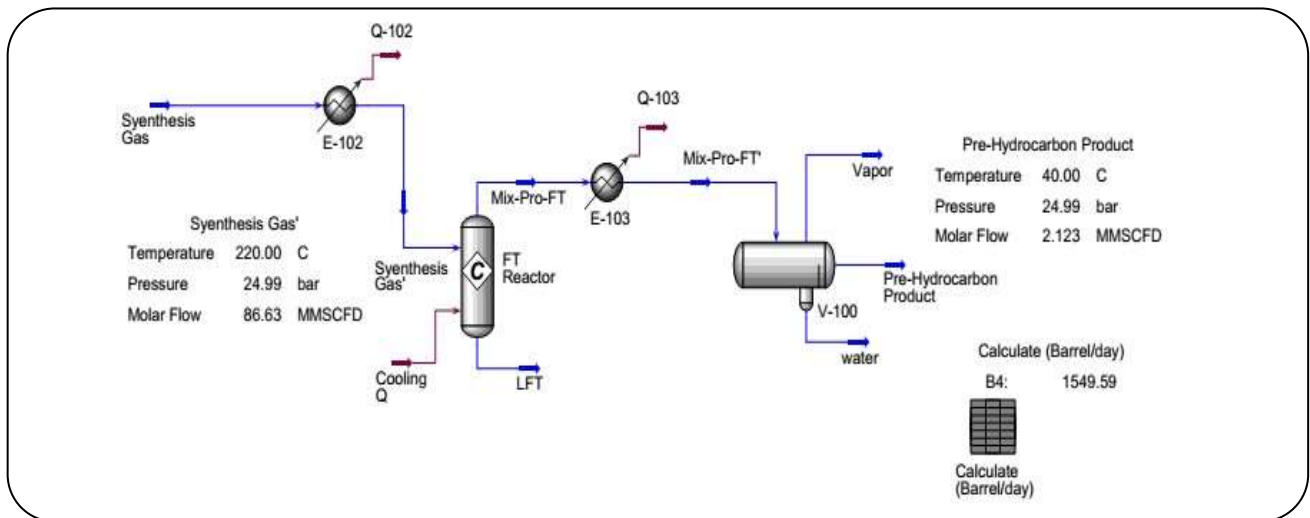 Q-102
Syenthesis
Gas
E-102
Q-103
Mix-Pro-FT
E-103
Mix-Pro-FT'
Vapor
Pre-Hydrocarbon Product
Temperature 40.00 C
Pressure 24.99 bar
Molar Flow 2.123 MMSCFD
Syenthesis Gas'
Temperature 220.00 C
Pressure 24.99 bar
Molar Flow 86.63 MMSCFD
Syenthesis
Gas'
C
FT
Reactor
Cooling
Q
LFT
Pre-Hydrocarbon
Product
V-100
water
Calculate (Barrel/day)
B4: 1549.59
Calculate
(Barrel/day)